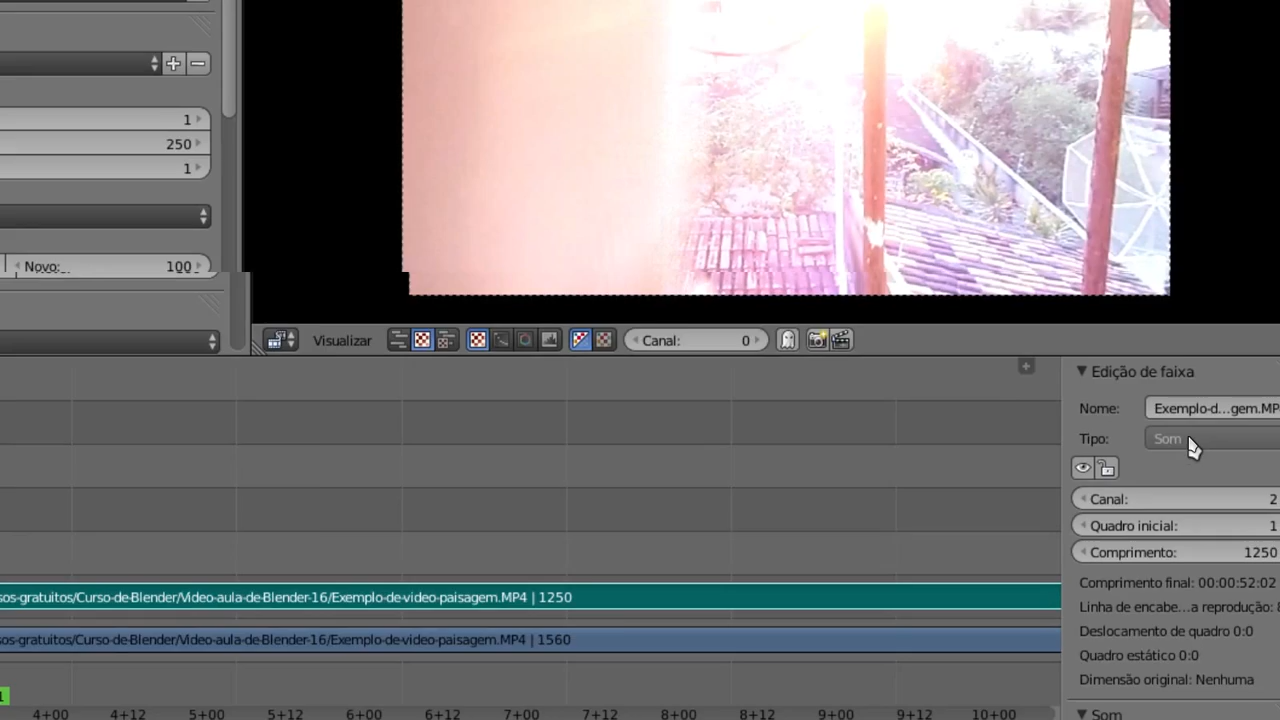 1
250
1
Novo: 100
Visualizar
Canal: 0
Edição de faixa
Nome: Exemplo-d...gem.MP
Tipo: Som
Canal: 2
Quadro inicial: 1
Comprimento: 1250
sos-gratuitos/Curso-de-Blender/Video-aula-de-Blender-16/Exemplo-de-video-paisagem.MP4 | 1250
Comprimento final: 00:00:52:02
Linha de encabe...a reprodução:
Deslocamento de quadro 0:0
sos-gratuitos/Curso-de-Blender/Video-aula-de-Blender-16/Exemplo-de-video-paisagem.MP4 | 1560
Quadro estático 0:0
Dimensão original: Nenhuma
1
4+00 4+12 5+00 5+12 6+00 6+12 7+00 7+12 8+00 8+12 9+00 9+12 10+00
Som